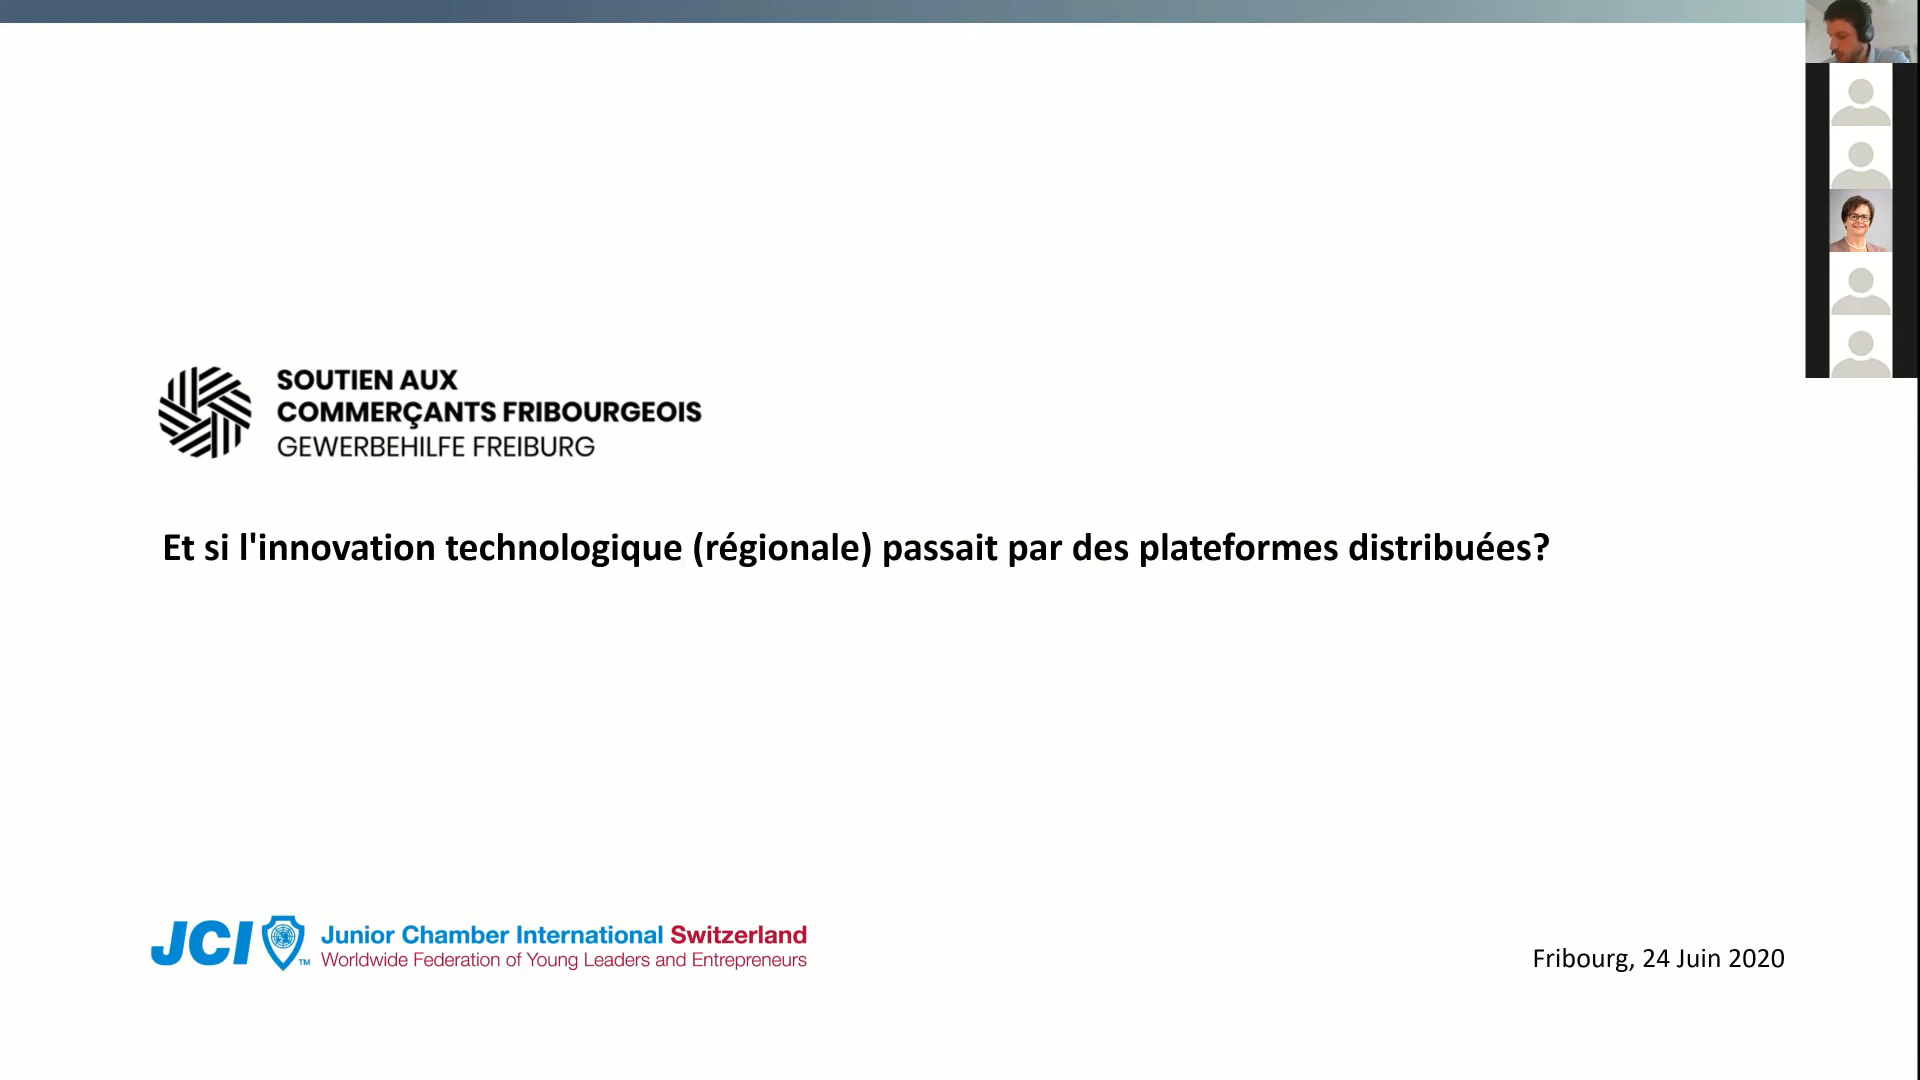 SOUTIEN AUX
COMMERÇANTS FRIBOURGEOIS
GEWERBEHILFE FREIBURG
Et si l'innovation technologique (régionale) passait par des plateformes distribuées?
JCI TM Junior Chamber International Switzerland
Worldwide Federation of Young Leaders and Entrepreneurs
Fribourg, 24 Juin 2020